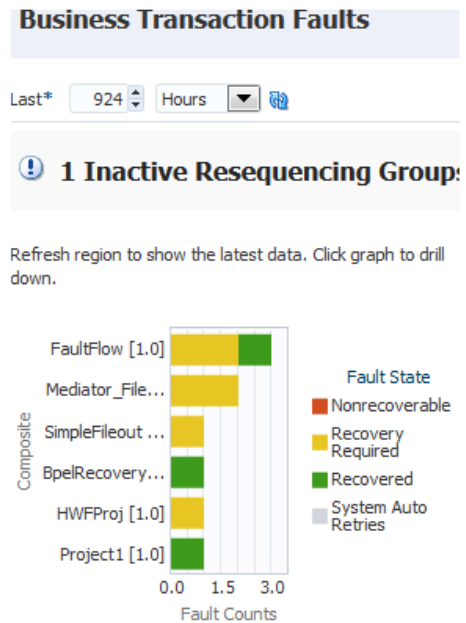 Business Transaction Faults
Last* 924 Hours
1 Inactive Resequencing Groups
Refresh region to show the latest data. Click graph to drill
down.
FaultFlow [1.0]
Mediator_File...
SimpleFileout ...
BpelRecovery...
HWFProj [1.0]
Project1 [1.0]
Composite
0.0 1.5 3.0
Fault Counts
Fault State
Nonrecoverable
Recovery
Required
Recovered
System Auto
Retries